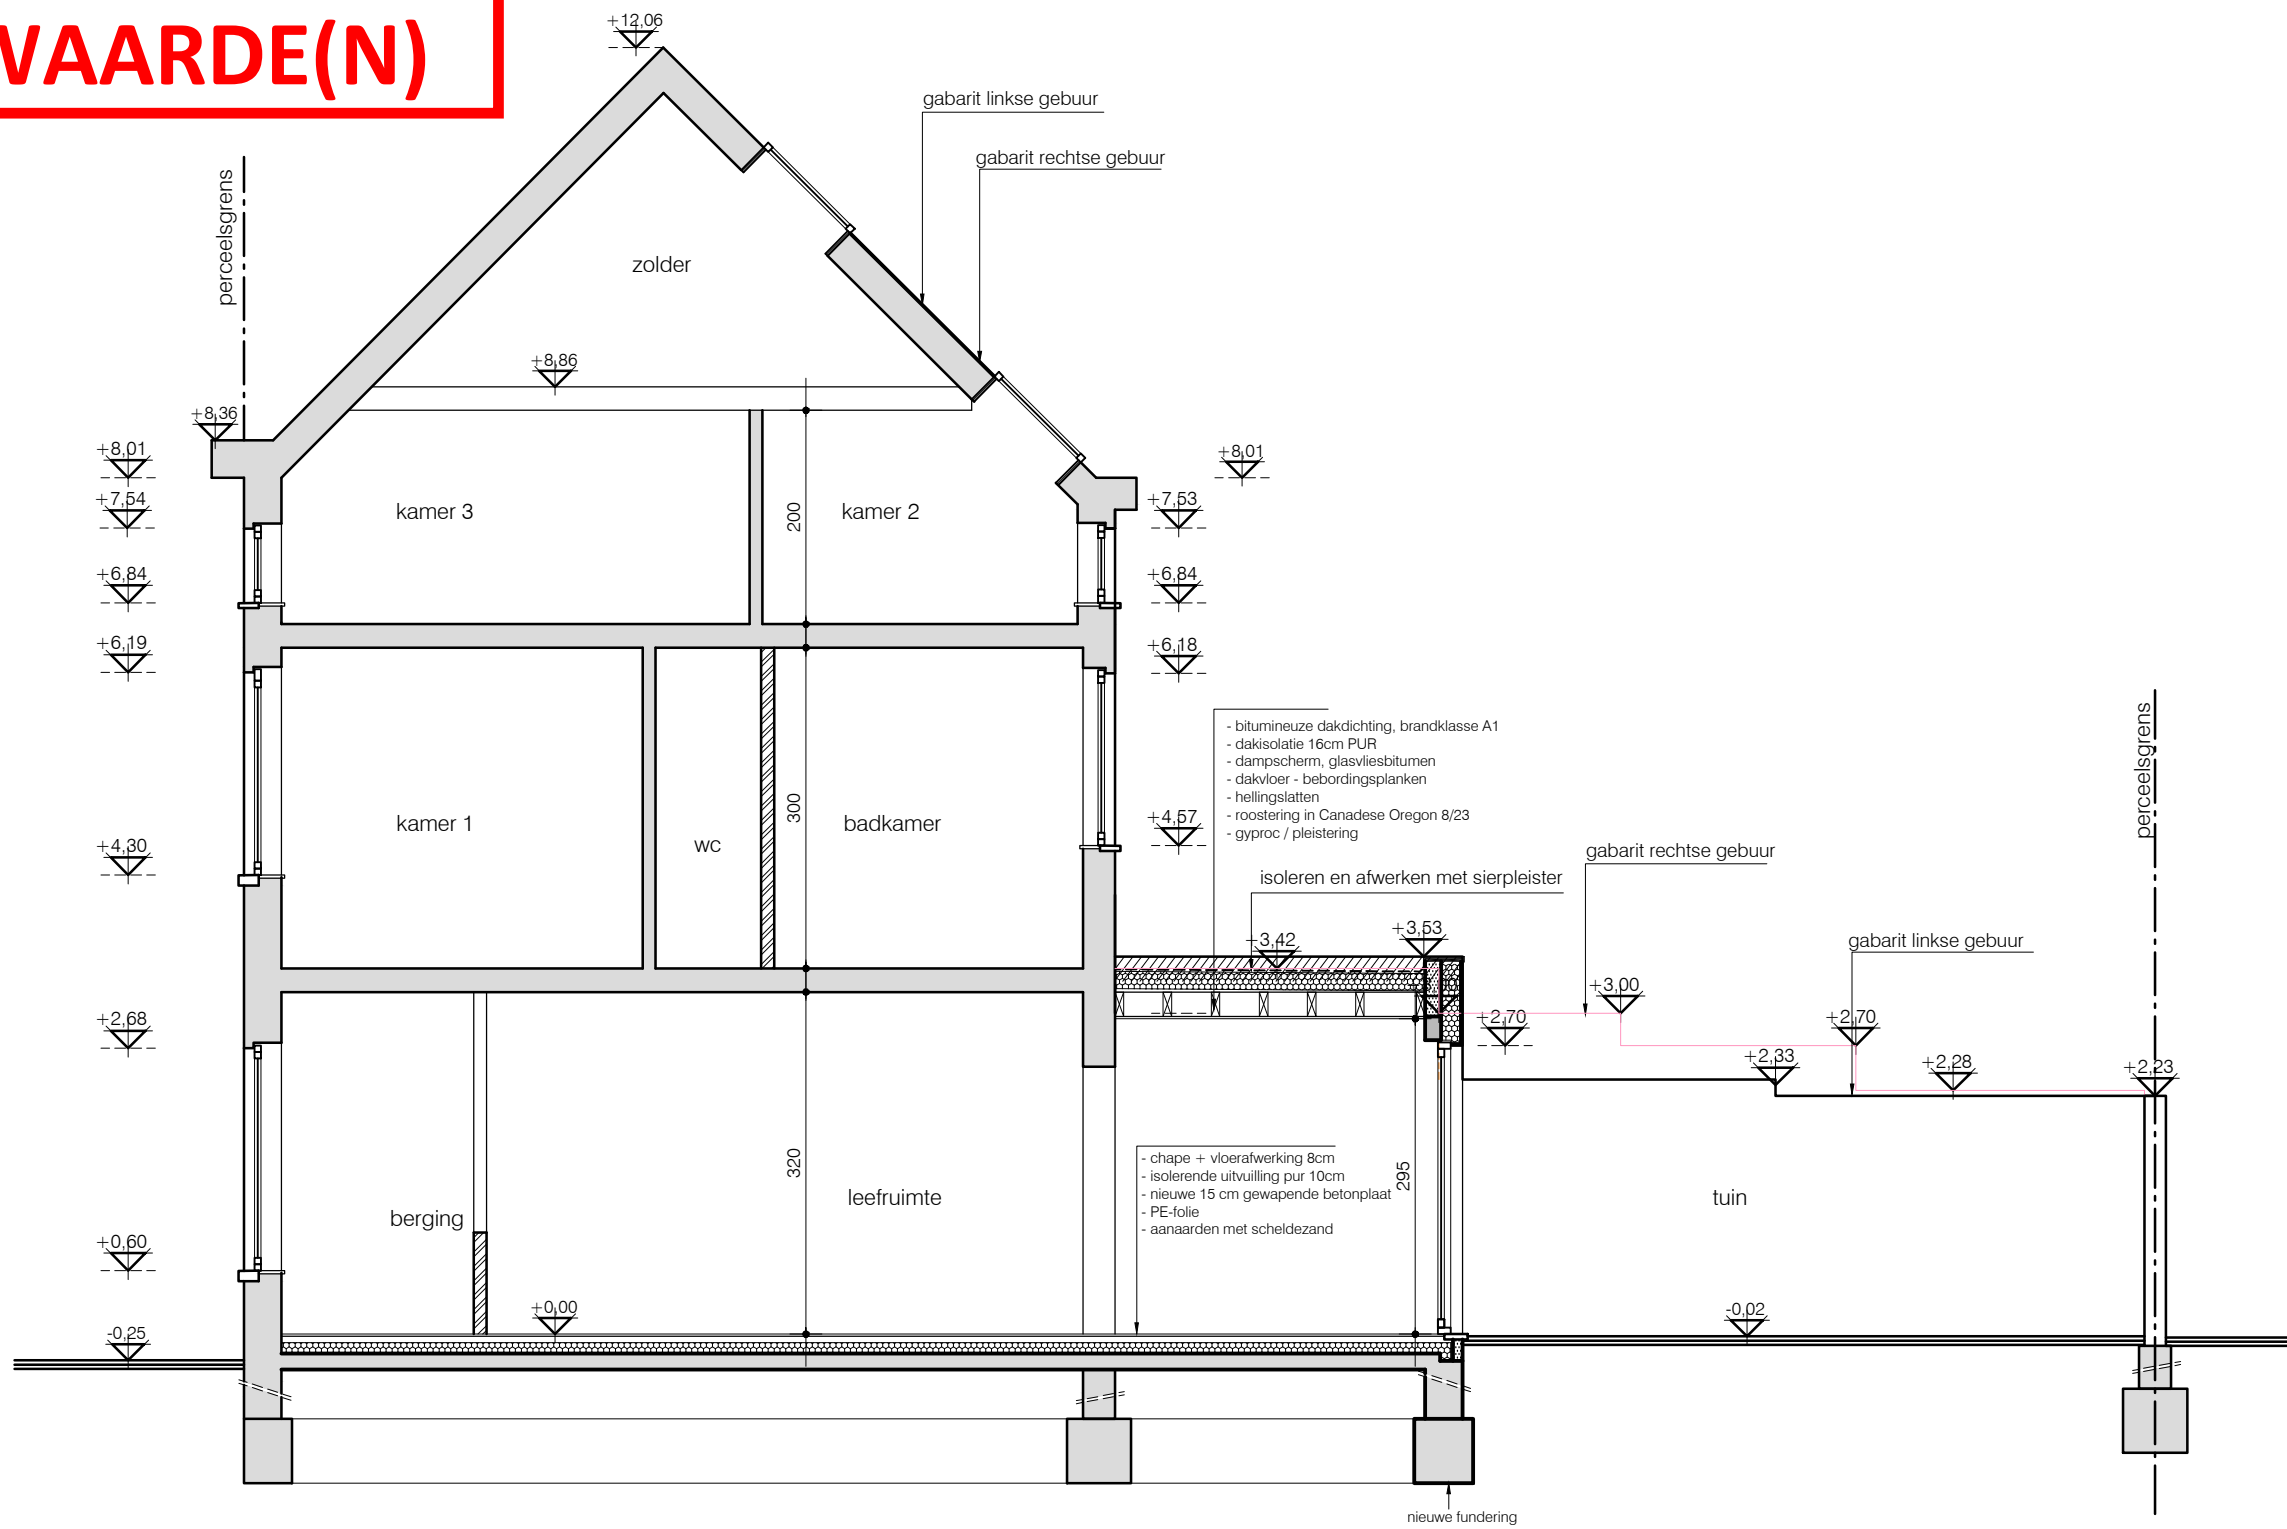 WAARDE(N)
+12,06
gabarit linkse gebuur
gabarit rechtse gebuur
perceelsgrens
zolder
+8,86
+8,36
+8,01
+8,01
+7,54
kamer 3
200
kamer 2
+7,53
+6,84
+6,84
+6,19
+6,18
perceelsgrens
- bitumineuze dakdichting, brandklasse A1
- dakisolatie 16cm PUR
- dampscherm, glasvliesbitumen
- dakvloer - bebordingsplanken
- hellingslatten
- roostering in Canadese Oregon 8/23
- gyproc / pleistering
kamer 1
WC
300
badkamer
+4,57
+4,30
gabarit rechtse gebuur
isoleren en afwerken met sierpleister
+3,42
+3,53
gabarit linkse gebuur
+3,00
+2,68
+2,70
+2,70
+2,33
+2,28
+2,23
320
- chape + vloerafwerking 8cm
- isolerende uitvuilling pur 10cm
- nieuwe 15 cm gewapende betonplaat
- PE-folie
- aanaarden met scheldezand
295
berging
leefruimte
tuin
+0,60
+0,00
-0,02
-0,25
nieuwe fundering